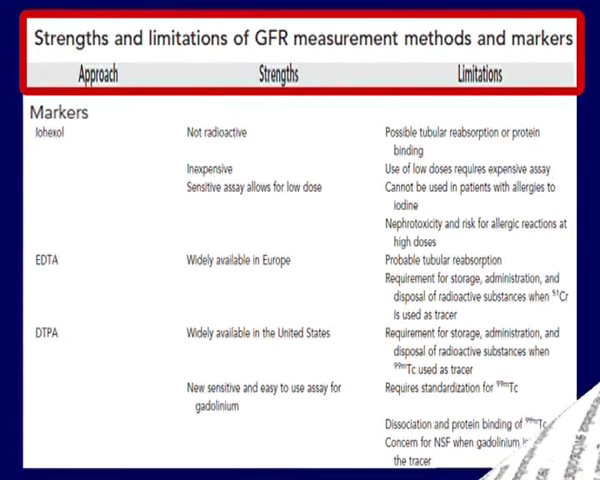 Strengths and limitations of GFR measurement methods and markers
Approach Strengths Limitations
Markers
Iohexol Not radioactive Possible tubular reabsorption or protein
binding
Inexpensive Use of low doses requires expensive assay
Sensitive assay allows for low dose Cannot be used in patients with allergies to
iodine
Nephrotoxicity and risk for allergic reactions at
high doses
EDTA Widely available in Europe Probable tubular reabsorption
Requirement for storage, administration, and
disposal of radioactive substances when ⁵¹Cr
is used as tracer
DTPA Widely available in the United States Requirement for storage, administration, and
disposal of radioactive substances when
⁹⁹ᵐTc used as tracer
New sensitive and easy to use assay for Requires standardization for ⁹⁹ᵐTc
gadolinium
Dissociation and protein binding of ⁹⁹ᵐTc
Concern for NSF when gadolinium
the tracer